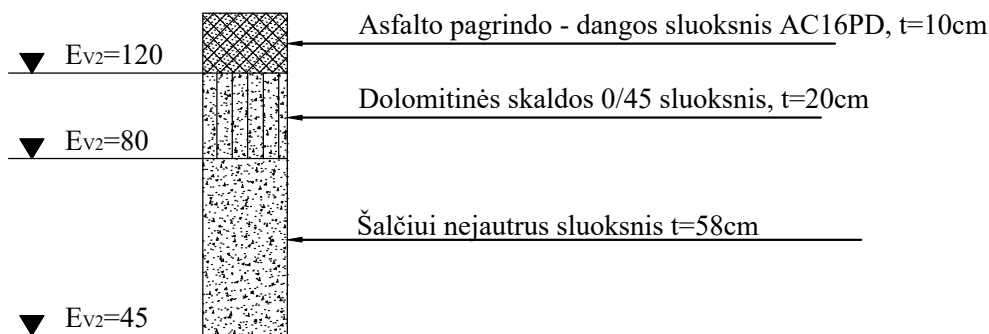 Asfalto pagrindo - dangos sluoksnis AC16PD, t=10cm
EV2=120
Dolomitinės skaldos 0/45 sluoksnis, t=20cm
EV2=80
Šalčiui nejautrus sluoksnis t=58cm
EV2=45